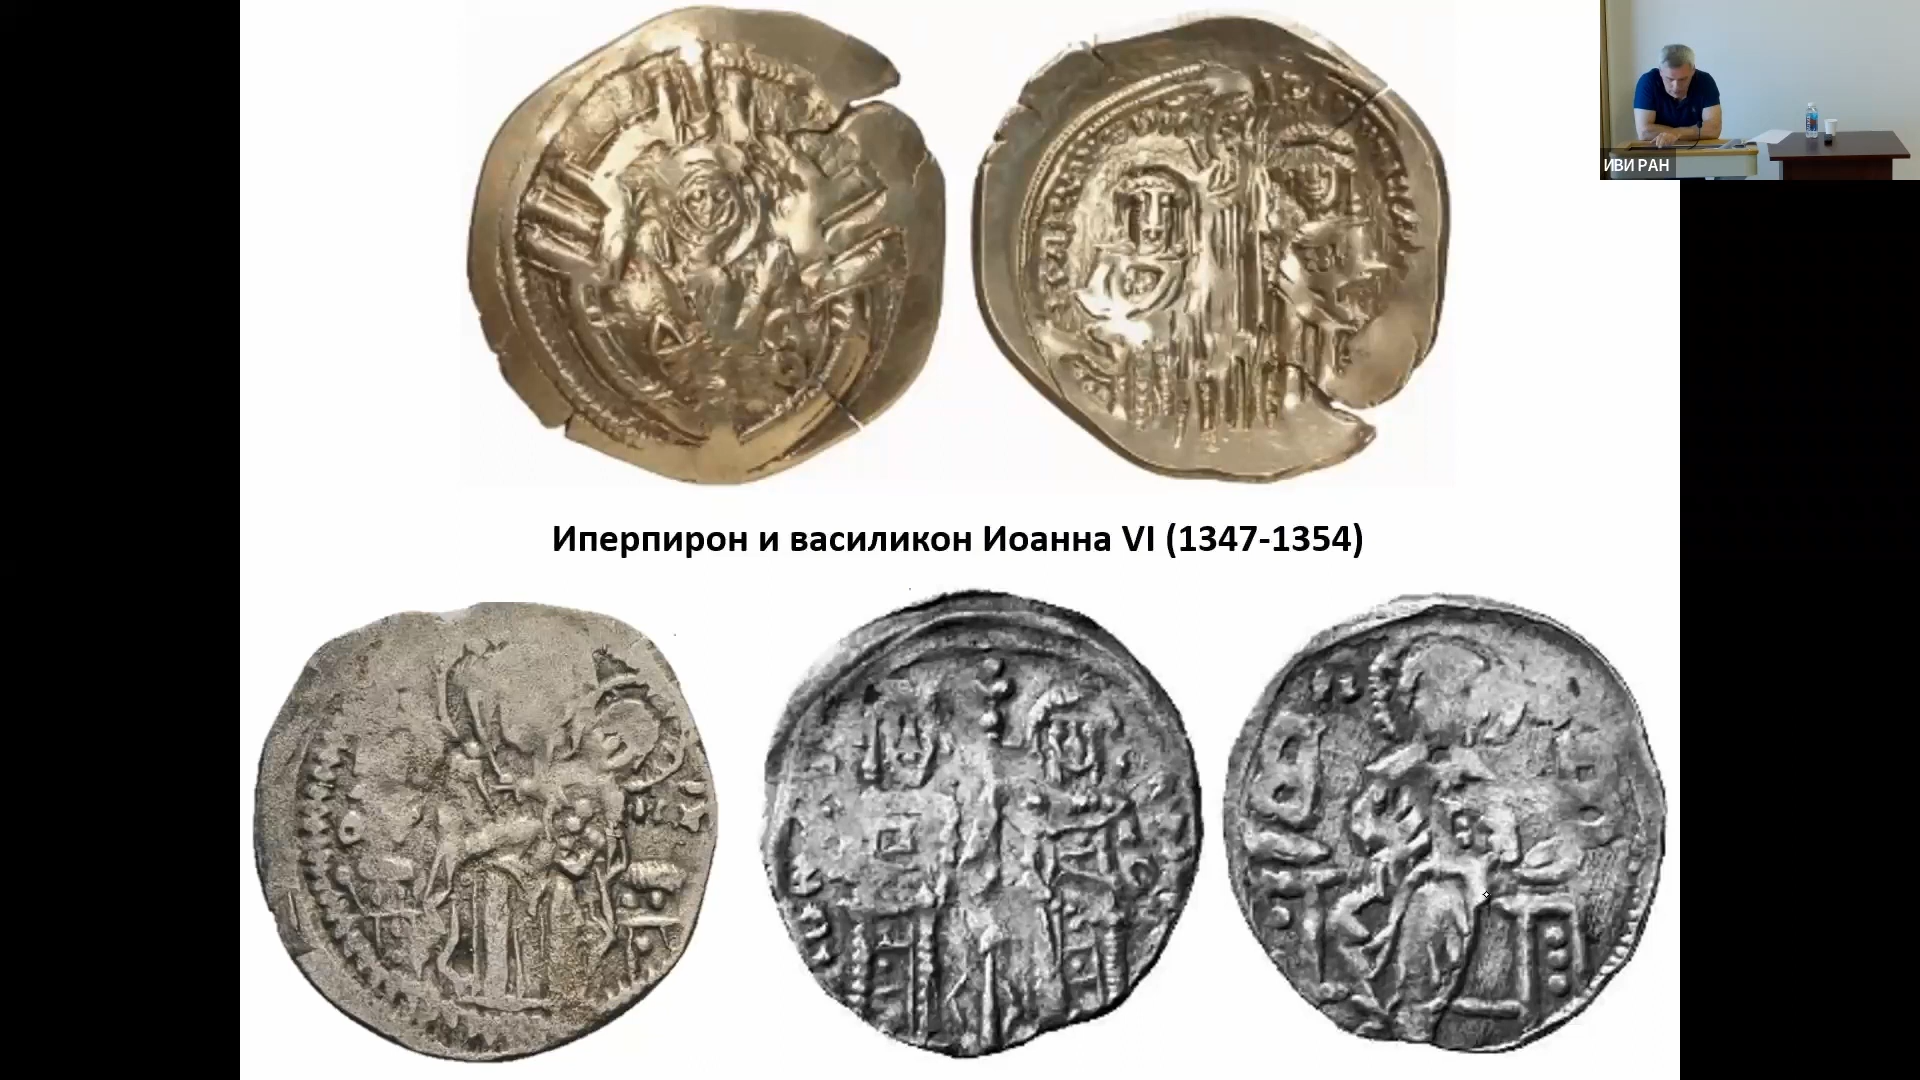 ИВИ РАН
Иперпирон и василикон Иоанна VI (1347-1354)